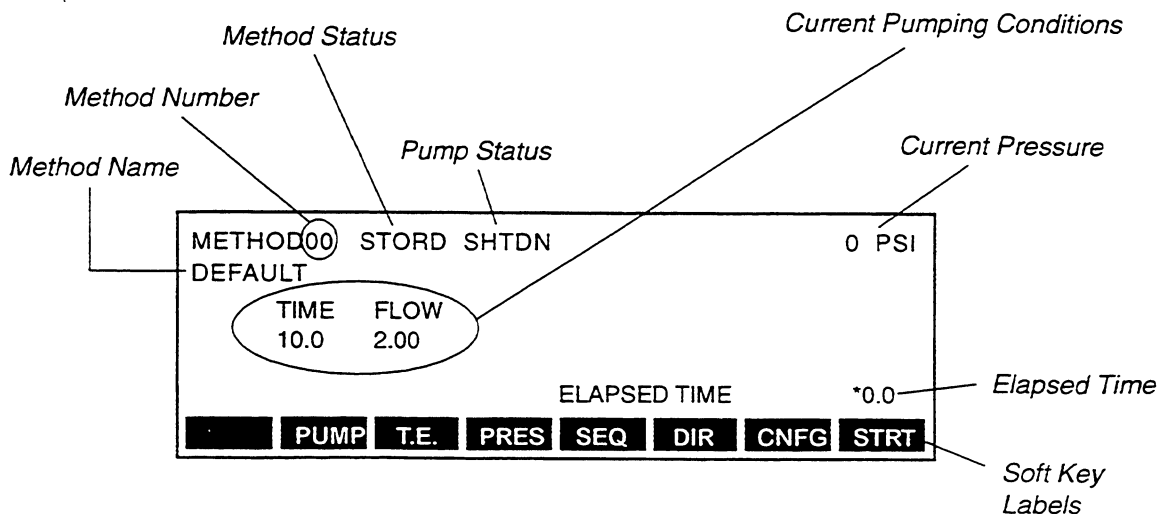 Current Pumping Conditions
Method Status
Method Number
Pump Status
Current Pressure
Method Name
METHOD00 STORD SHTDN 0 PSI
DEFAULT
TIME FLOW
10.0 2.00
ELAPSED TIME *0.0
Elapsed Time
PUMP T.E. PRES SEQ DIR CNFG STRT
Soft Key
Labels